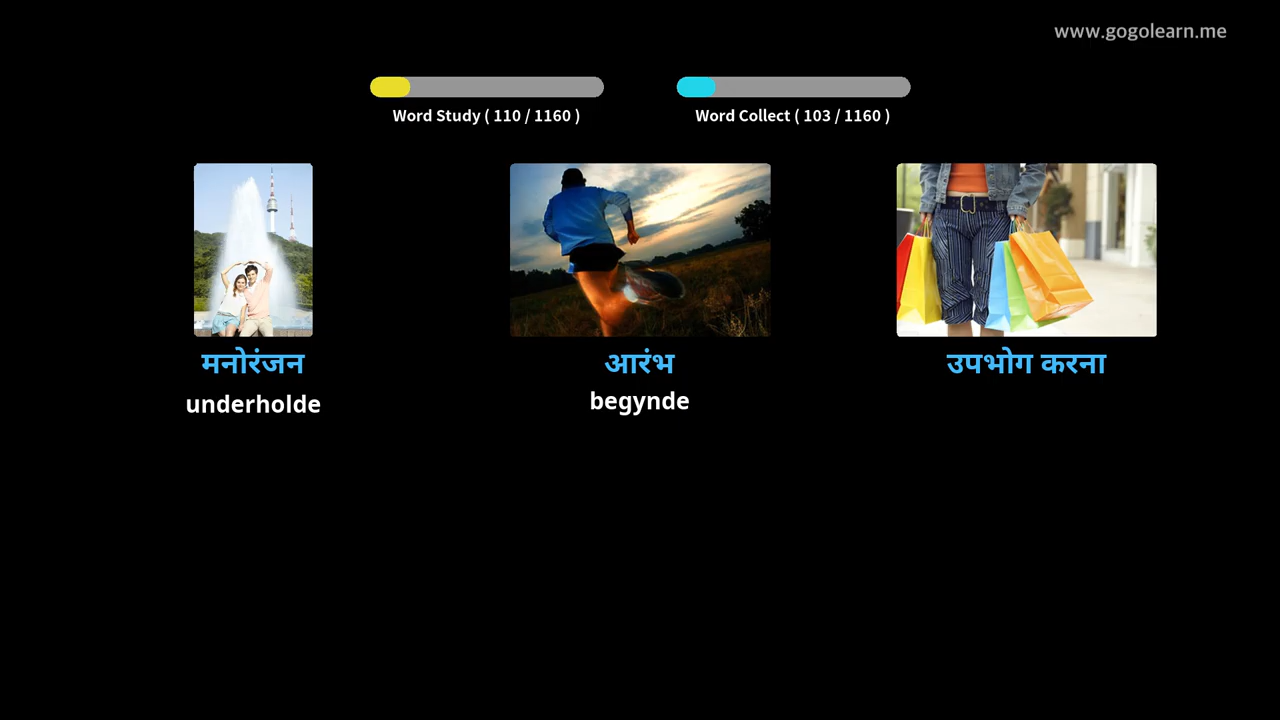 www.gogolearn.me
Word Study ( 110 / 1160 )
Word Collect ( 103 / 1160 )
मनोरंजन
आरंभ
उपभोग करना
underholde
begynde